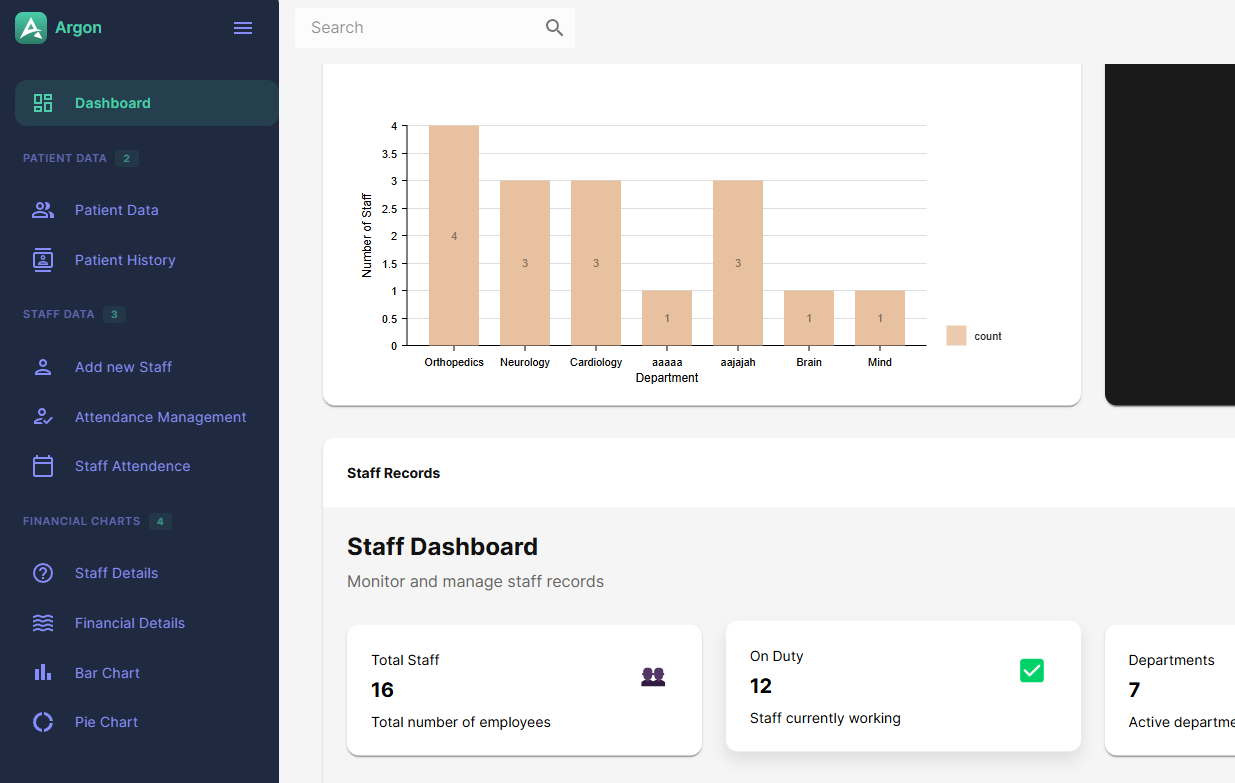 Argon
Search
Dashboard
PATIENT DATA 2
Patient Data
Patient History
STAFF DATA 3
Add new Staff
Attendance Management
Staff Attendence
FINANCIAL CHARTS 4
Staff Details
Financial Details
Bar Chart
Pie Chart
Number of Staff
4
3.5
3
2.5
2
1.5
1
0.5
0
4 3 3 1 3 1 1
Orthopedics Neurology Cardiology aaaaa aajajah Brain Mind
Department
count
Staff Records
Staff Dashboard
Monitor and manage staff records
Total Staff
16
Total number of employees
On Duty
12
Staff currently working
Departments
7
Active departme